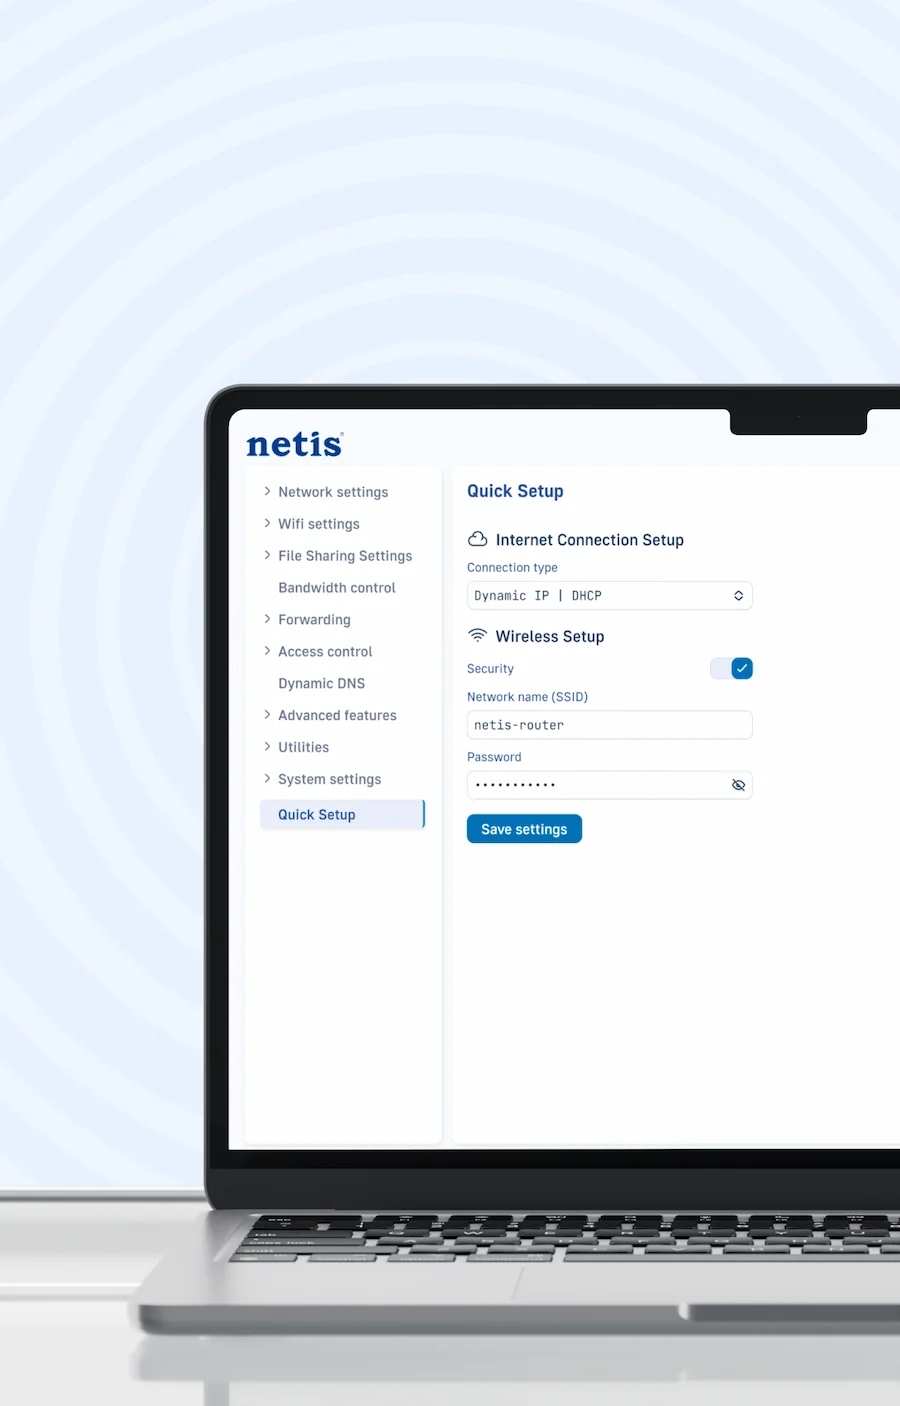 netis
Network settings
Wifi settings
File Sharing Settings
Bandwidth control
Forwarding
Access control
Dynamic DNS
Advanced features
Utilities
System settings
Quick Setup
Quick Setup
Internet Connection Setup
Connection type
Dynamic IP | DHCP
Wireless Setup
Security
Network name (SSID)
netis-router
Password
•••••••••••
Save settings